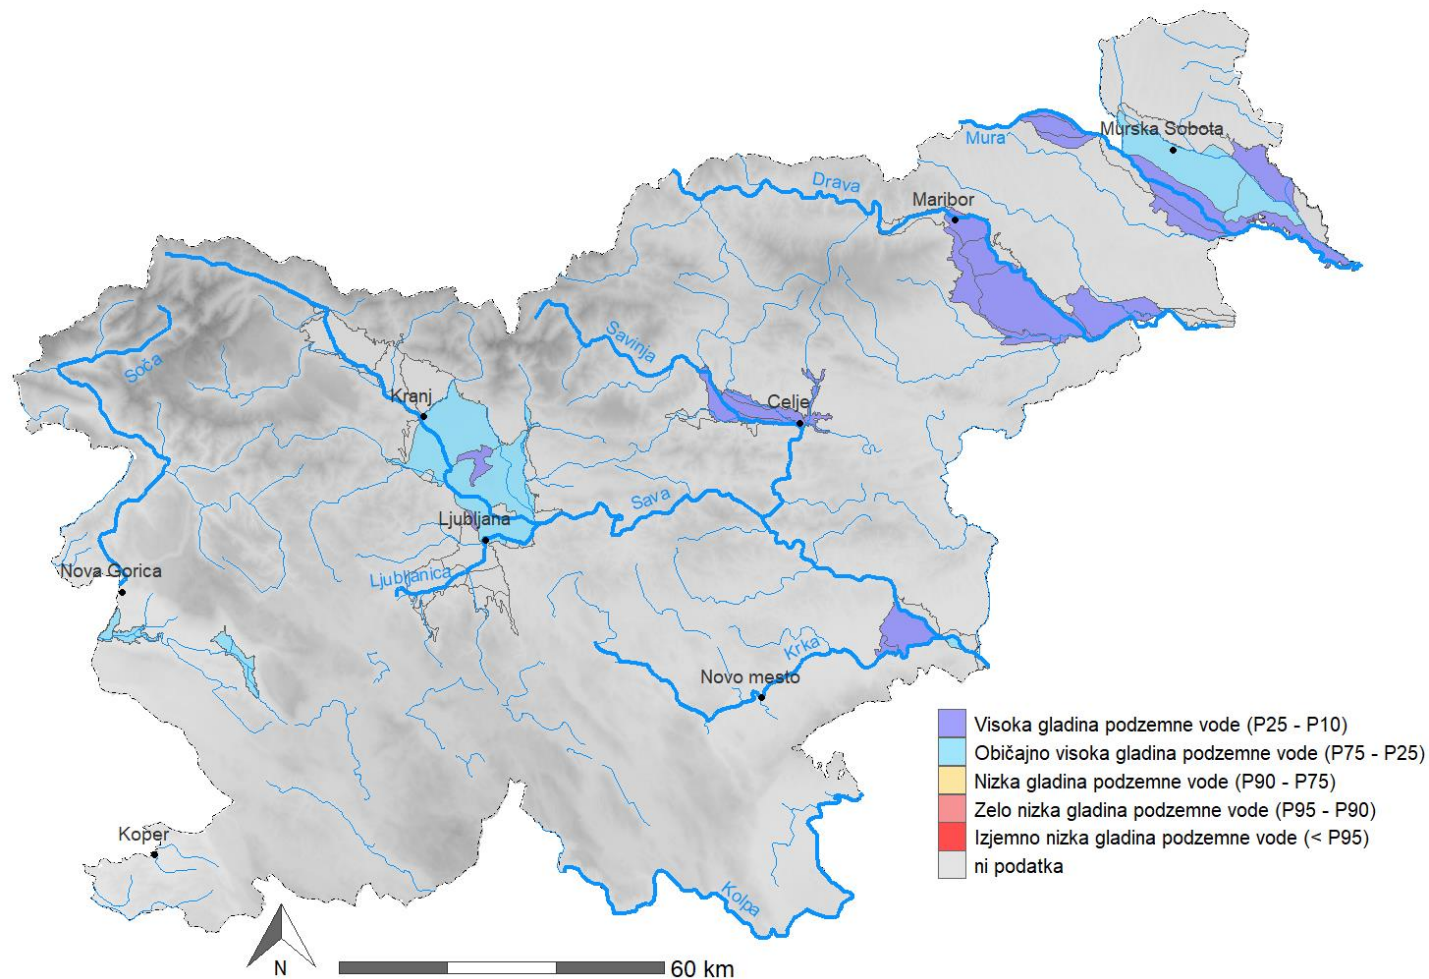 Mura
Murska Sobota
Drava
Maribor
Savinja
Soča
Kranj
Celje
Sava
Ljubljana
Nova Gorica
Ljubljanica
Krka
Novo mesto
Visoka gladina podzemne vode (P25 - P10)
Običajno visoka gladina podzemne vode (P75 - P25)
Nizka gladina podzemne vode (P90 - P75)
Zelo nizka gladina podzemne vode (P95 - P90)
Izjemno nizka gladina podzemne vode (< P95)
ni podatka
Koper
Kolpa
N
60 km